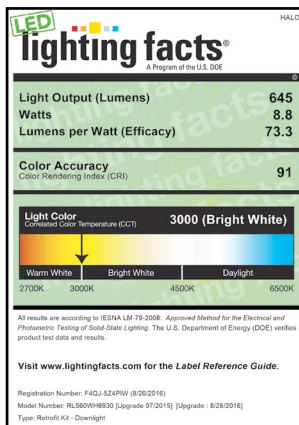 HALO
LED
lighting facts®
A Program of the U.S. DOE
Light Output (Lumens) 645
Watts 8.8
Lumens per Watt (Efficacy) 73.3
Color Accuracy 91
Color Rendering Index (CRI)
Light Color 3000 (Bright White)
Correlated Color Temperature (CCT)
Warm White Bright White Daylight
2700K 3000K 4500K 6500K
All results are according to IESNA LM-79-2008: Approved Method for the Electrical and
Photometric Testing of Solid-State Lighting. The U.S. Department of Energy (DOE) verifies
product test data and results.
Visit www.lightingfacts.com for the Label Reference Guide.
Registration Number: F4QJ-5Z4PIW (8/26/2016)
Model Number: RL560WH6930 [Upgrade 07/2015] [Upgrade : 8/26/2016]
Type: Retrofit Kit - Downlight